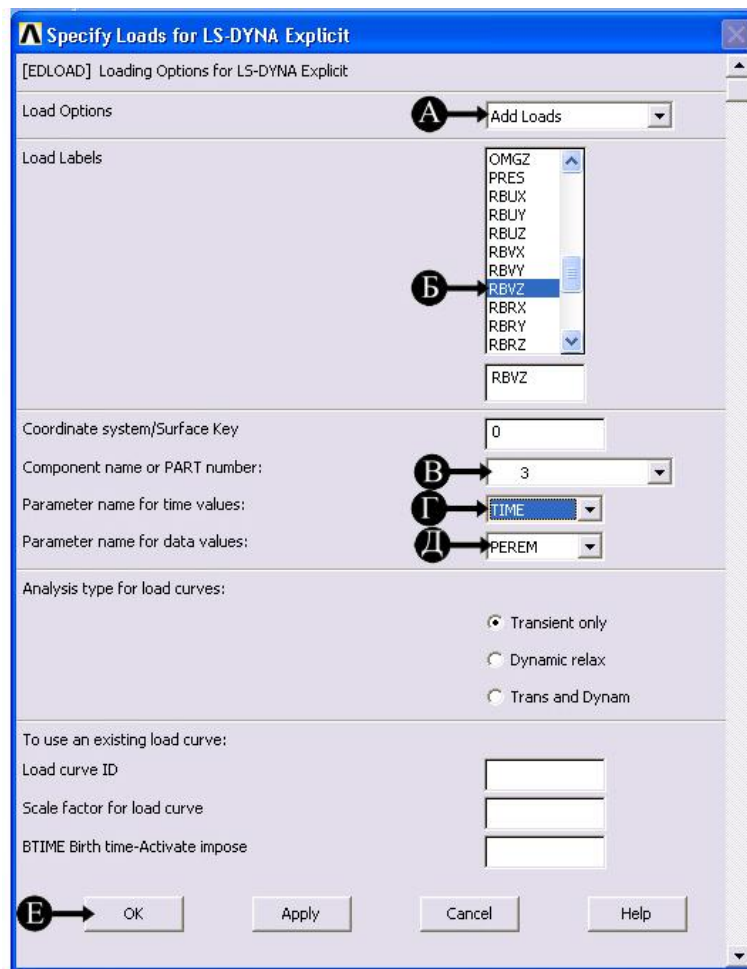 Specify Loads for LS-DYNA Explicit
[EDLOAD] Loading Options for LS-DYNA Explicit
Load Options
А
Add Loads
Load Labels
OMGZ
PRES
RBUX
RBUY
RBUZ
RBVX
RBVY
Б
RBVZ
RBRX
RBRY
RBRZ
RBVZ
Coordinate system/Surface Key
0
Component name or PART number:
В
3
Parameter name for time values:
Г
TIME
Parameter name for data values:
Д
PEREM
Analysis type for load curves:
Transient only
Dynamic relax
Trans and Dynam
To use an existing load curve:
Load curve ID
Scale factor for load curve
BTIME Birth time-Activate impose
Е
OK
Apply
Cancel
Help